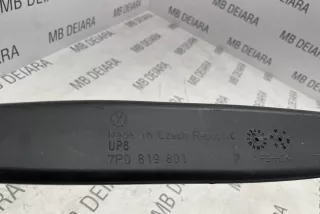 MB DEIARA
MB DEIARA
MB DEIARA
MB DEIARA
MB DEIARA
MB DEIARA
Made in Czech Republic
UP8
7P0 819 801